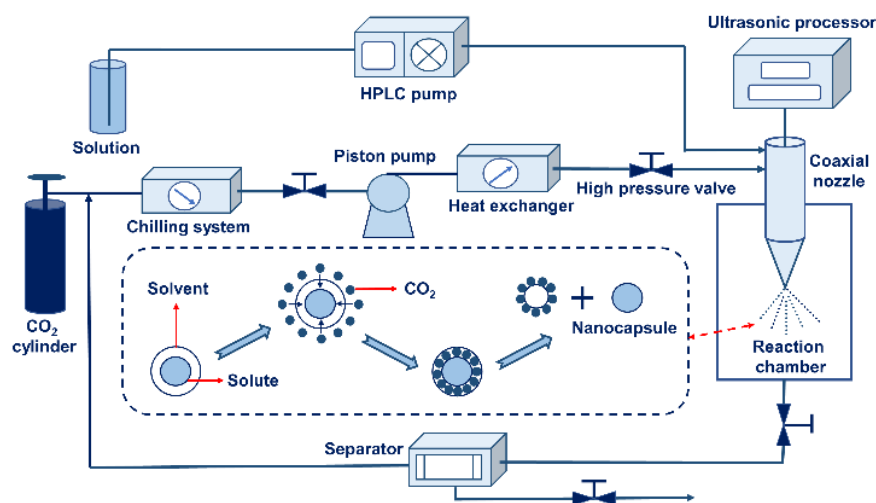 Ultrasonic processor
HPLC pump
Solution
Piston pump
Coaxial
nozzle
High pressure valve
Heat exchanger
Chilling system
CO₂
cylinder
Solvent
CO₂
Nanocapsule
Solute
Reaction
chamber
Separator